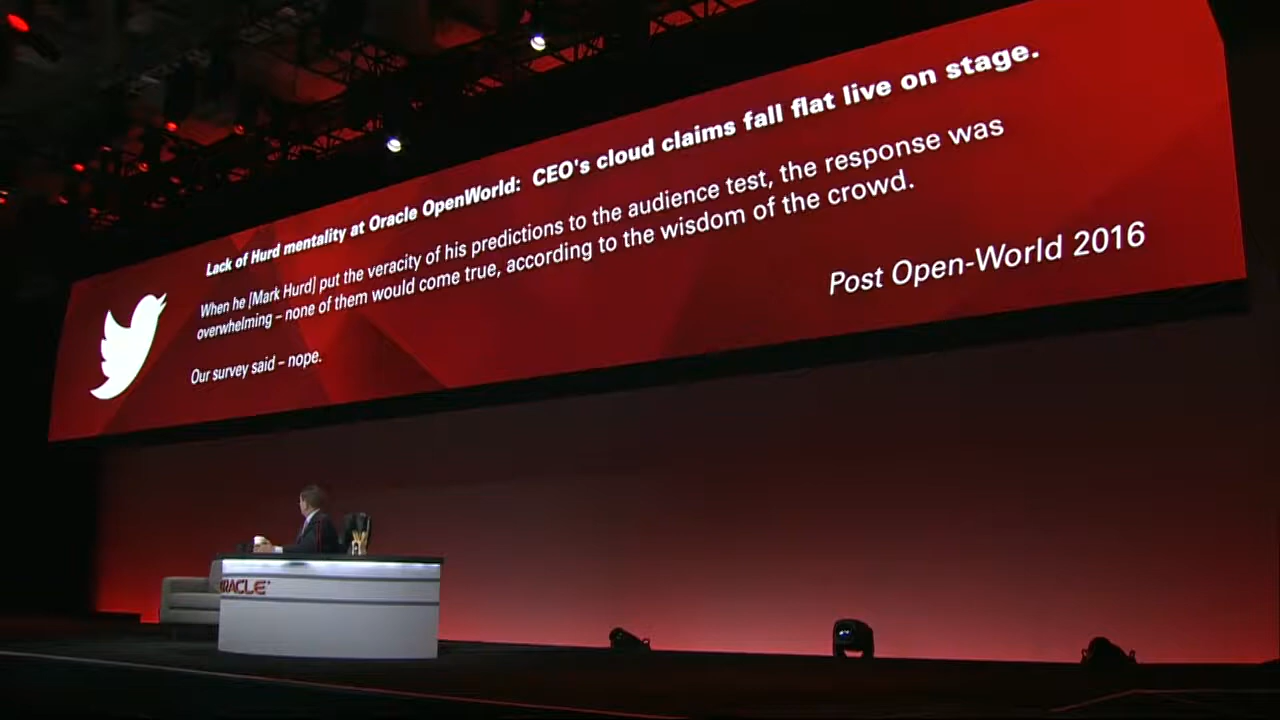 Lack of Hurd mentality at Oracle OpenWorld: CEO's cloud claims fall flat live on stage.
When he [Mark Hurd] put the veracity of his predictions to the audience test, the response was
overwhelming – none of them would come true, according to the wisdom of the crowd.
Our survey said – nope.
Post Open-World 2016
ORACLE